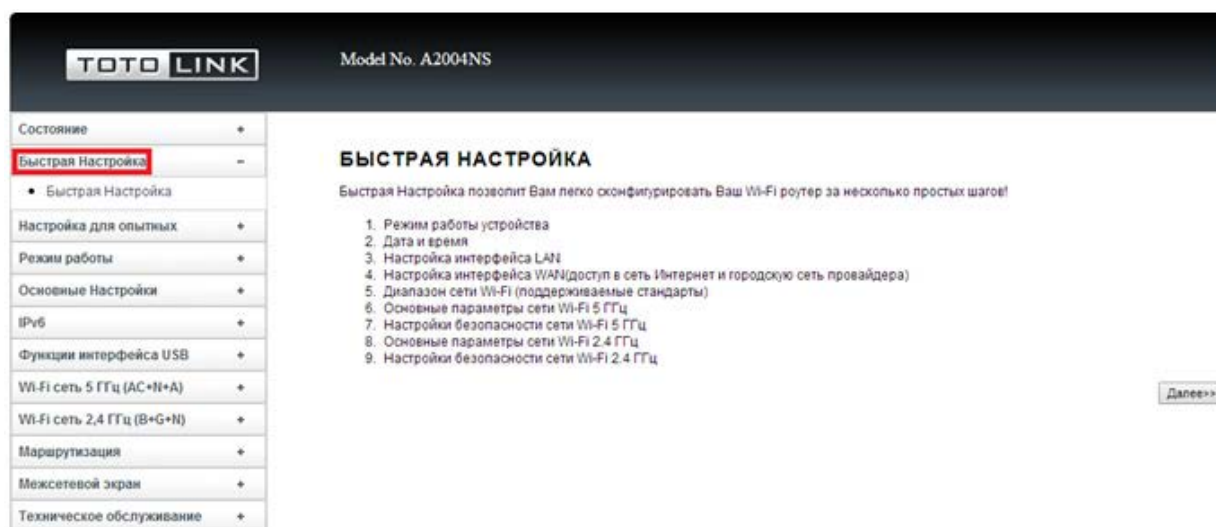 TOTO LINK
Model No. A2004NS
Состояние +
Быстрая Настройка -
• Быстрая Настройка
Настройка для опытных +
Режим работы +
Основные Настройки +
IPv6 +
Функции интерфейса USB +
Wi-Fi сеть 5 ГГц (AC+N+A) +
Wi-Fi сеть 2,4 ГГц (B+G+N) +
Маршрутизация +
Межсетевой экран +
Техническое обслуживание +
БЫСТРАЯ НАСТРОЙКА
Быстрая Настройка позволит Вам легко сконфигурировать Ваш Wi-Fi роутер за несколько простых шагов!
1. Режим работы устройства
2. Дата и время
3. Настройка интерфейса LAN
4. Настройка интерфейса WAN(доступ в сеть Интернет и городскую сеть провайдера)
5. Диапазон сети Wi-Fi (поддерживаемые стандарты)
6. Основные параметры сети Wi-Fi 5 ГГц
7. Настройки безопасности сети Wi-Fi 5 ГГц
8. Основные параметры сети Wi-Fi 2.4 ГГц
9. Настройки безопасности сети Wi-Fi 2.4 ГГц
Далее>>